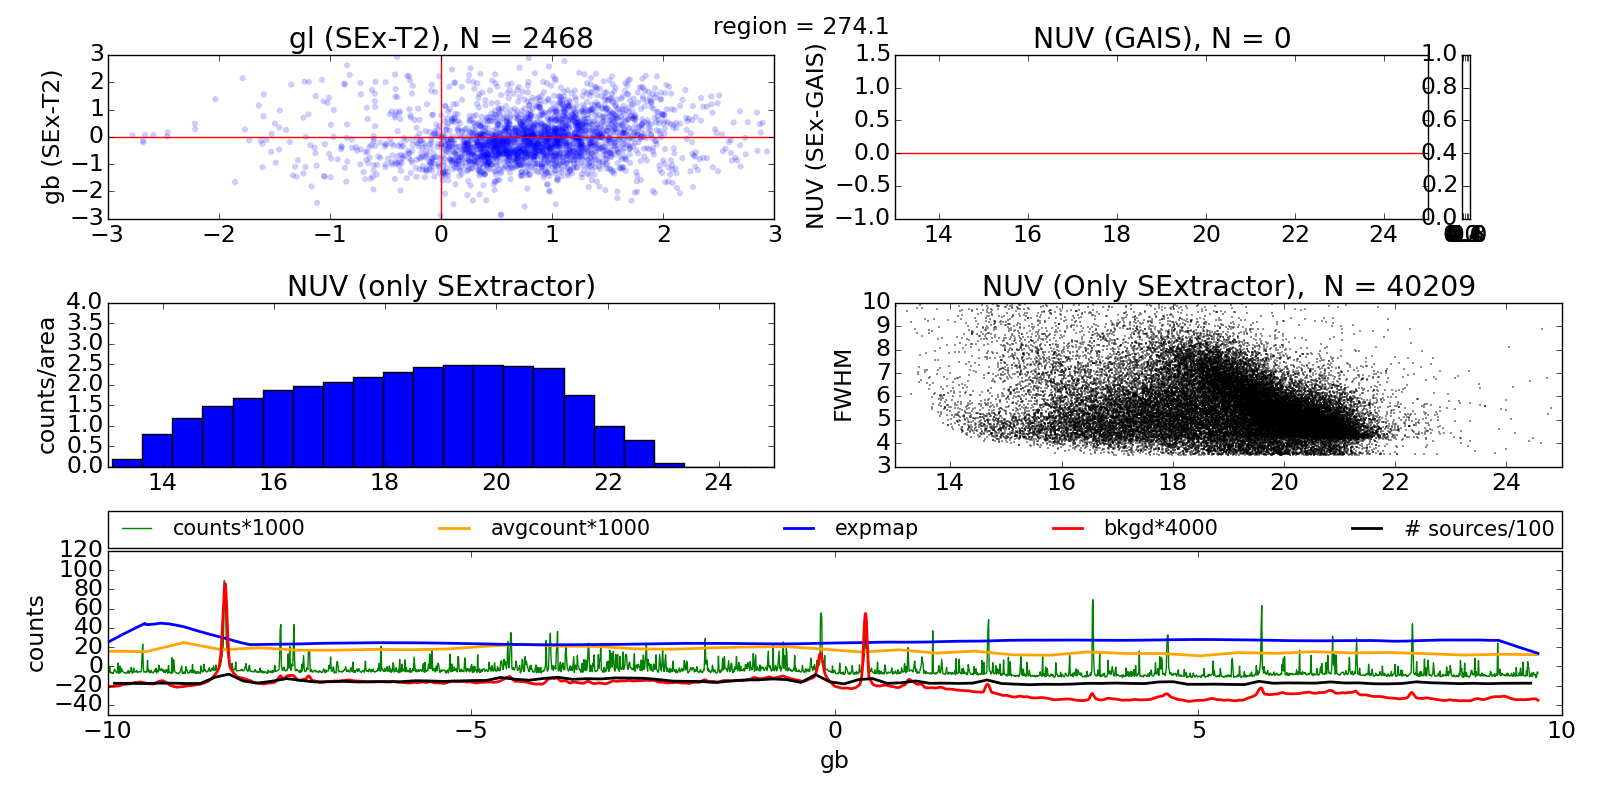 region = 274.1
gl (SEx-T2), N = 2468
gb (SEx-T2)
3
2
1
0
−1
−2
−3
−3 −2 −1 0 1 2 3
NUV (GAIS), N = 0
NUV (SEx-GAIS)
1.5
1.0
0.5
0.0
−0.5
−1.0
14 16 18 20 22 24
1.0
0.8
0.6
0.4
0.2
0.0
NUV (only SExtractor)
counts/area
4.0
3.5
3.0
2.5
2.0
1.5
1.0
0.5
0.0
14 16 18 20 22 24
NUV (Only SExtractor), N = 40209
FWHM
10
9
8
7
6
5
4
3
14 16 18 20 22 24
counts*1000 avgcount*1000 expmap bkgd*4000 # sources/100
counts
120
100
80
60
40
20
0
−20
−40
−10 −5 0 5 10
gb